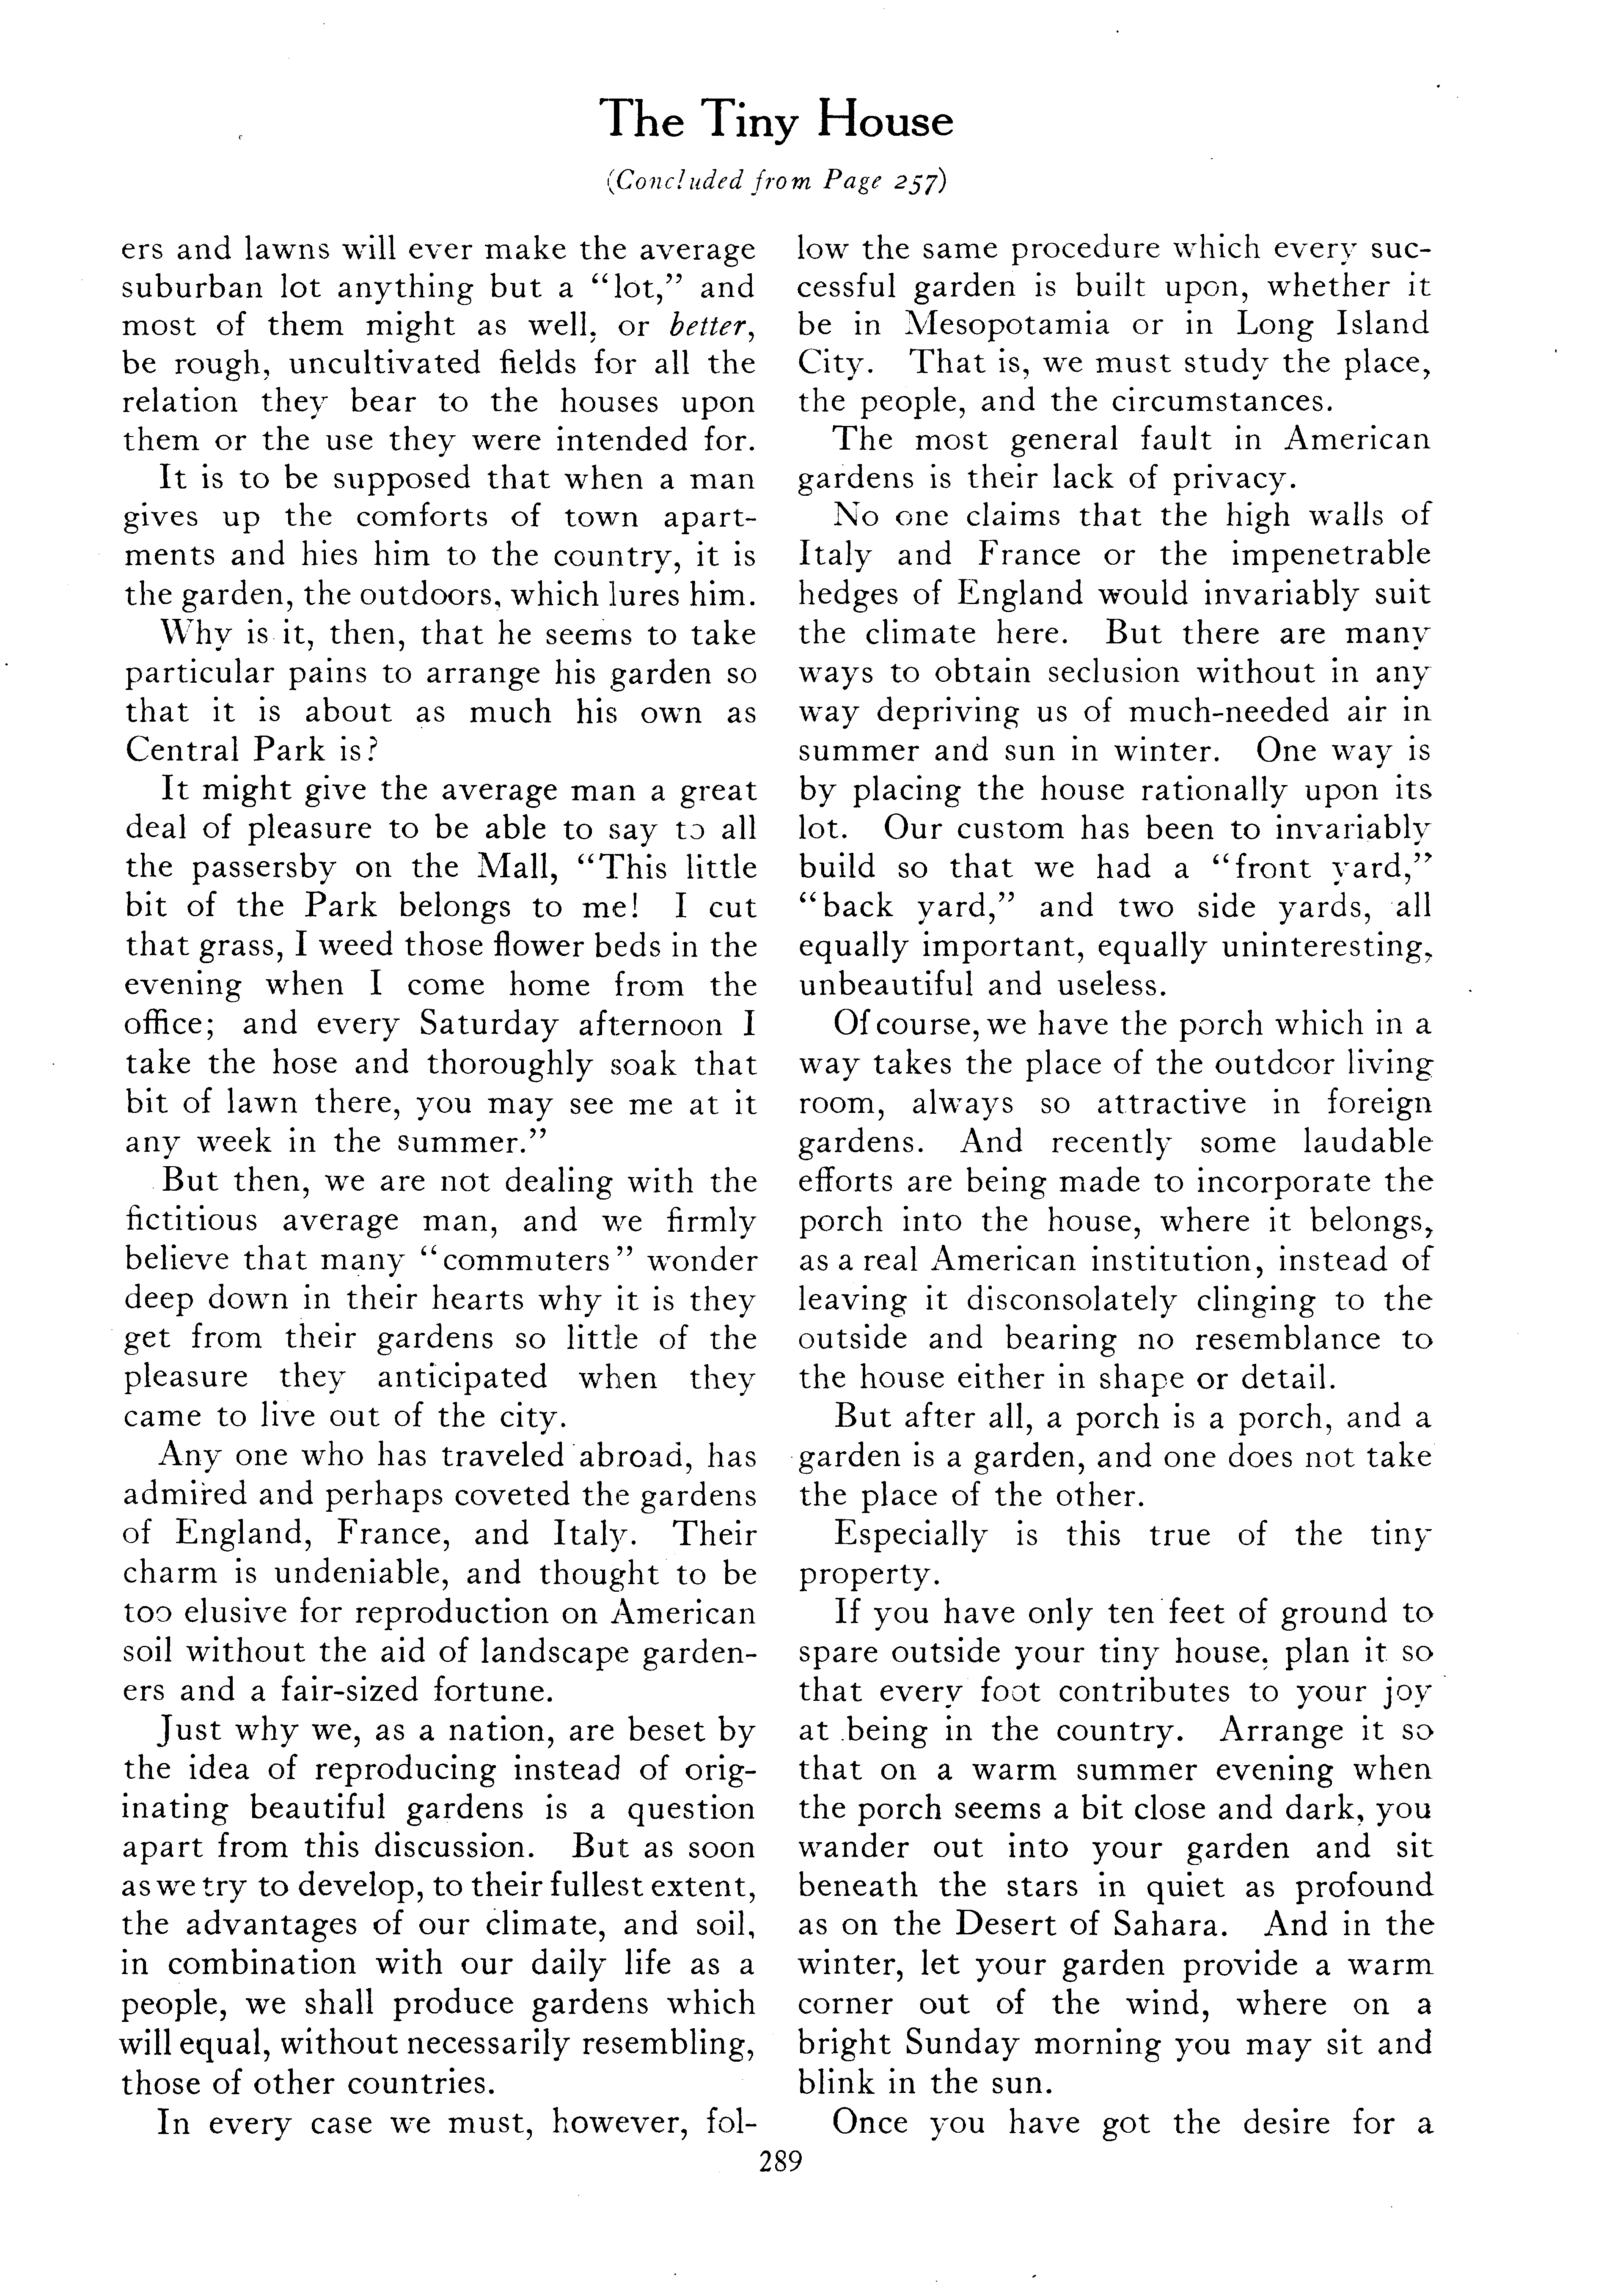 The Tiny House
(Concluded from Page 257)
ers and lawns will ever make the average
suburban lot anything but a “lot,” and
most of them might as well, or better,
be rough, uncultivated fields for all the
relation they bear to the houses upon
them or the use they were intended for.
It is to be supposed that when a man
gives up the comforts of town apart-
ments and hies him to the country, it is
the garden, the outdoors, which lures him.
Why is it, then, that he seems to take
particular pains to arrange his garden so
that it is about as much his own as
Central Park is?
It might give the average man a great
deal of pleasure to be able to say to all
the passersby on the Mall, “This little
bit of the Park belongs to me! I cut
that grass, I weed those flower beds in the
evening when I come home from the
office; and every Saturday afternoon I
take the hose and thoroughly soak that
bit of lawn there, you may see me at it
any week in the summer.”
But then, we are not dealing with the
fictitious average man, and we firmly
believe that many “commuters” wonder
deep down in their hearts why it is they
get from their gardens so little of the
pleasure they anticipated when they
came to live out of the city.
Any one who has traveled abroad, has
admired and perhaps coveted the gardens
of England, France, and Italy. Their
charm is undeniable, and thought to be
too elusive for reproduction on American
soil without the aid of landscape garden-
ers and a fair-sized fortune.
Just why we, as a nation, are beset by
the idea of reproducing instead of orig-
inating beautiful gardens is a question
apart from this discussion. But as soon
as we try to develop, to their fullest extent,
the advantages of our climate, and soil,
in combination with our daily life as a
people, we shall produce gardens which
will equal, without necessarily resembling,
those of other countries.
In every case we must, however, fol-
low the same procedure which every suc-
cessful garden is built upon, whether it
be in Mesopotamia or in Long Island
City. That is, we must study the place,
the people, and the circumstances.
The most general fault in American
gardens is their lack of privacy.
No one claims that the high walls of
Italy and France or the impenetrable
hedges of England would invariably suit
the climate here. But there are many
ways to obtain seclusion without in any
way depriving us of much-needed air in
summer and sun in winter. One way is
by placing the house rationally upon its
lot. Our custom has been to invariably
build so that we had a “front yard,”
“back yard,” and two side yards, all
equally important, equally uninteresting,
unbeautiful and useless.
Of course, we have the porch which in a
way takes the place of the outdoor living
room, always so attractive in foreign
gardens. And recently some laudable
efforts are being made to incorporate the
porch into the house, where it belongs,
as a real American institution, instead of
leaving it disconsolately clinging to the
outside and bearing no resemblance to
the house either in shape or detail.
But after all, a porch is a porch, and a
garden is a garden, and one does not take
the place of the other.
Especially is this true of the tiny
property.
If you have only ten feet of ground to
spare outside your tiny house, plan it so
that every foot contributes to your joy
at being in the country. Arrange it so
that on a warm summer evening when
the porch seems a bit close and dark, you
wander out into your garden and sit
beneath the stars in quiet as profound
as on the Desert of Sahara. And in the
winter, let your garden provide a warm
corner out of the wind, where on a
bright Sunday morning you may sit and
blink in the sun.
Once you have got the desire for a
289